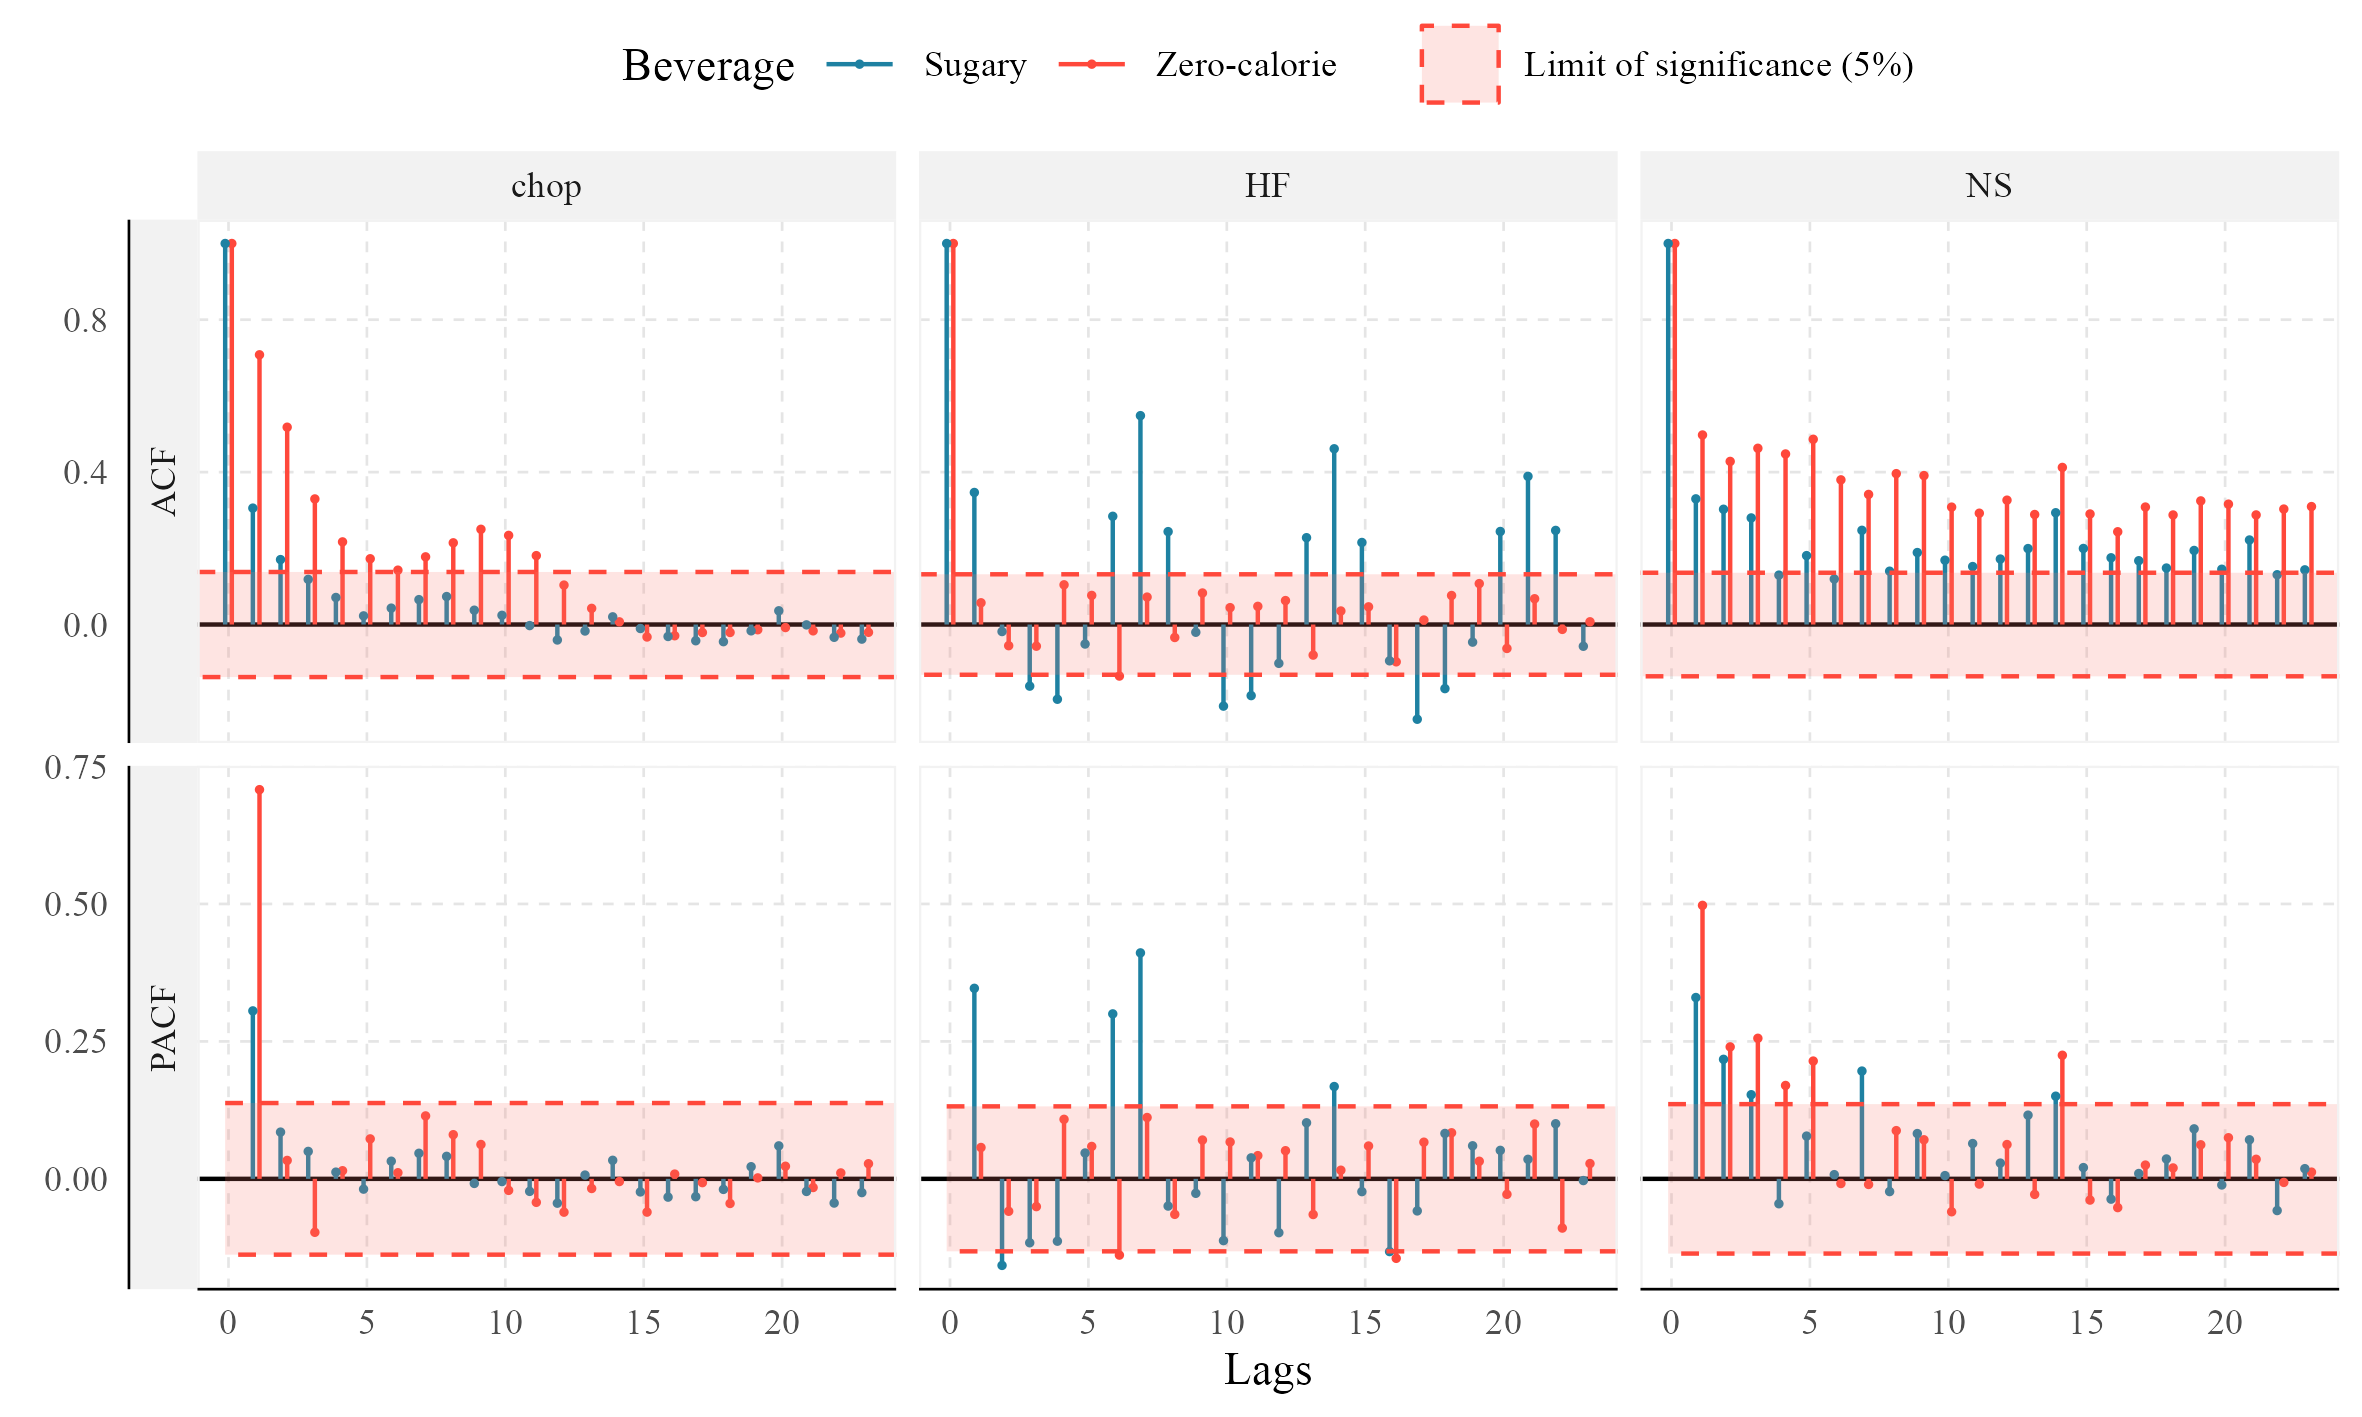 Beverage Sugary Zero-calorie Limit of significance (5%)
chop HF NS
ACF
0.8
0.4
0.0
PACF
0.75
0.50
0.25
0.00
0 5 10 15 20 0 5 10 15 20 0 5 10 15 20
Lags